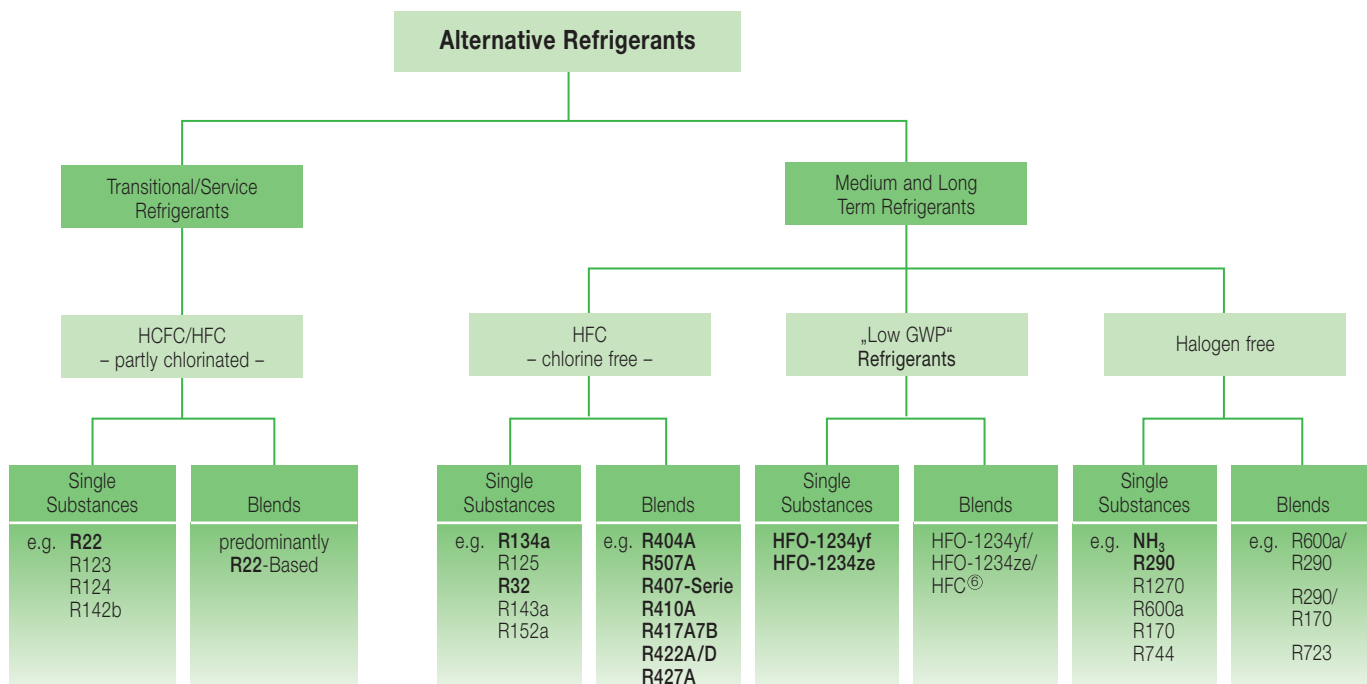 Alternative Refrigerants
Transitional/Service
Refrigerants
Medium and Long
Term Refrigerants
HCFC/HFC
– partly chlorinated –
HFC
– chlorine free –
„Low GWP“
Refrigerants
Halogen free
Single
Substances
e.g. R22
R123
R124
R142b
Blends
predominantly
R22-Based
Single
Substances
e.g. R134a
R125
R32
R143a
R152a
Blends
e.g. R404A
R507A
R407-Serie
R410A
R417A7B
R422A/D
R427A
Single
Substances
HFO-1234yf
HFO-1234ze
Blends
HFO-1234yf/
HFO-1234ze/
HFC⑥
Single
Substances
e.g. NH₃
R290
R1270
R600a
R170
R744
Blends
e.g. R600a/
R290
R290/
R170
R723